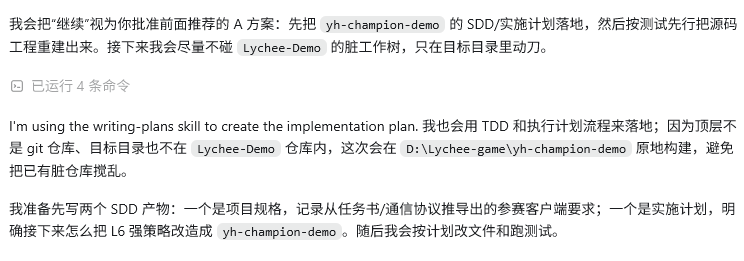 我会把“继续”视为你批准前面推荐的 A 方案：先把 yh-champion-demo 的 SDD/实施计划落地，然后按测试先行把源码
工程重建出来。接下来我会尽量不碰 Lychee-Demo 的脏工作树，只在目标目录里动刀。
已运行 4 条命令
I'm using the writing-plans skill to create the implementation plan. 我也会用 TDD 和执行计划流程来落地；因为顶层不
是 git 仓库、目标目录也不在 Lychee-Demo 仓库内，这次会在 D:\Lychee-game\yh-champion-demo 原地构建，避免
把已有脏仓库搅乱。
我准备先写两个 SDD 产物：一个是项目规格，记录从任务书/通信协议推导出的参赛客户端要求；一个是实施计划，明
确接下来怎么把 L6 强策略改造成 yh-champion-demo。随后我会按计划改文件和跑测试。